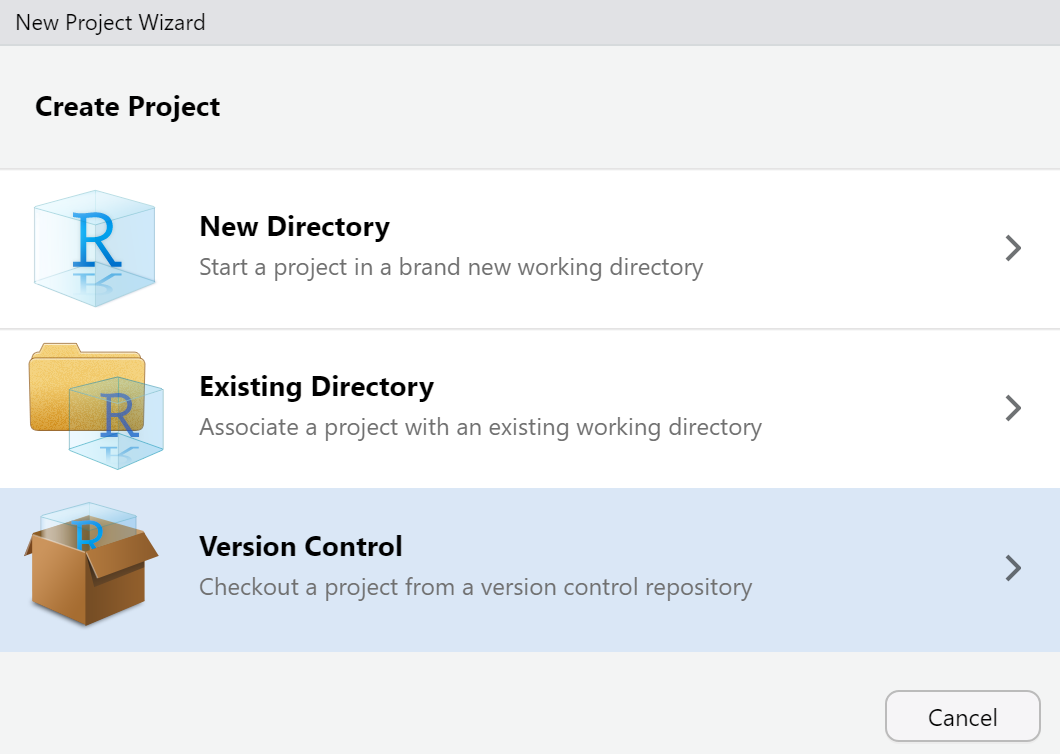 New Project Wizard
Create Project
R
New Directory
Start a project in a brand new working directory
R
Existing Directory
Associate a project with an existing working directory
R
Version Control
Checkout a project from a version control repository
Cancel